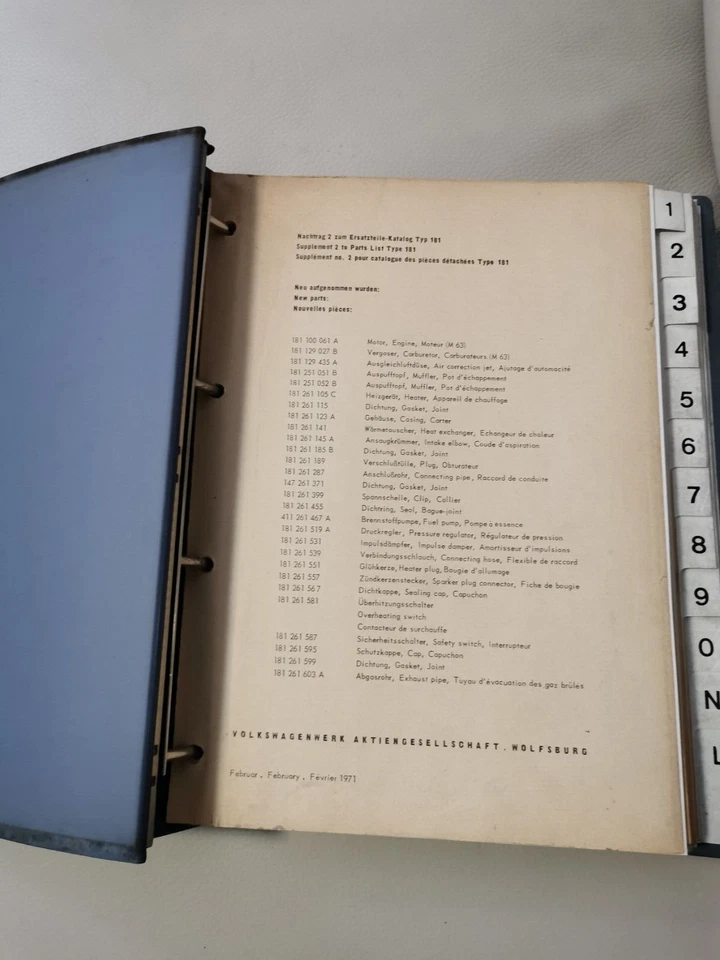 Nachtrag 2 zum Ersatzteile-Katalog Typ 181
Supplement 2 to Parts List Type 181
Supplément no. 2 pour catalogue des pièces détachées Type 181
Neu aufgenommen wurden:
New parts:
Nouvelles pièces:
181 100 061 A Motor, Engine, Moteur (M 63)
181 129 027 B Vergaser, Carburetor, Carburateurs (M 63)
181 129 435 A Ausgleichluftdüse, Air correction jet, Ajutage d'automacité
181 251 051 B Auspufftopf, Muffler, Pot d'échappement
181 251 052 B Auspufftopf, Muffler, Pot d'échappement
181 261 105 C Heizgerät, Heater, Appareil de chauffage
181 261 115 Dichtung, Gasket, Joint
181 261 123 A Gehäuse, Casing, Carter
181 261 141 Wärmetauscher, Heat exchanger, Echangeur de chaleur
181 261 145 A Ansaugkrümmer, Intake elbow, Coude d'aspiration
181 261 185 B Dichtung, Gasket, Joint
181 261 189 Verschlußtülle, Plug, Obturateur
181 261 287 Anschlußrohr, Connecting pipe, Raccord de conduite
147 261 371 Dichtung, Gasket, Joint
181 261 399 Spannschelle, Clip, Collier
181 261 455 Dichtring, Seal, Bague-joint
411 261 467 A Brennstoffpumpe, Fuel pump, Pompe a essence
181 261 519 A Druckregler, Pressure regulator, Régulateur de pression
181 261 531 Impulsdämpfer, Impulse damper, Amortisseur d'impulsions
181 261 539 Verbindungsschlauch, Connecting hose, Flexible de raccord
181 261 551 Glühkerze, Heater plug, Bougie d'allumage
181 261 557 Zündkerzenstecker, Sparker plug connector, Fiche de bougie
181 261 567 Dichtkappe, Sealing cap, Capuchon
181 261 581 Überhitzungsschalter
Overheating switch
Contacteur de surchauffe
181 261 587 Sicherheitsschalter, Safety switch, Interrupteur
181 261 595 Schutzkappe, Cap, Capuchon
181 261 599 Dichtung, Gasket, Joint
181 261 603 A Abgasrohr, Exhaust pipe, Tuyau d'évacuation des gaz brûlés
VOLKSWAGENWERK AKTIENGESELLSCHAFT . WOLFSBURG
Februar . February . Février 1971
1
2
3
4
5
6
7
8
9
0
N
L